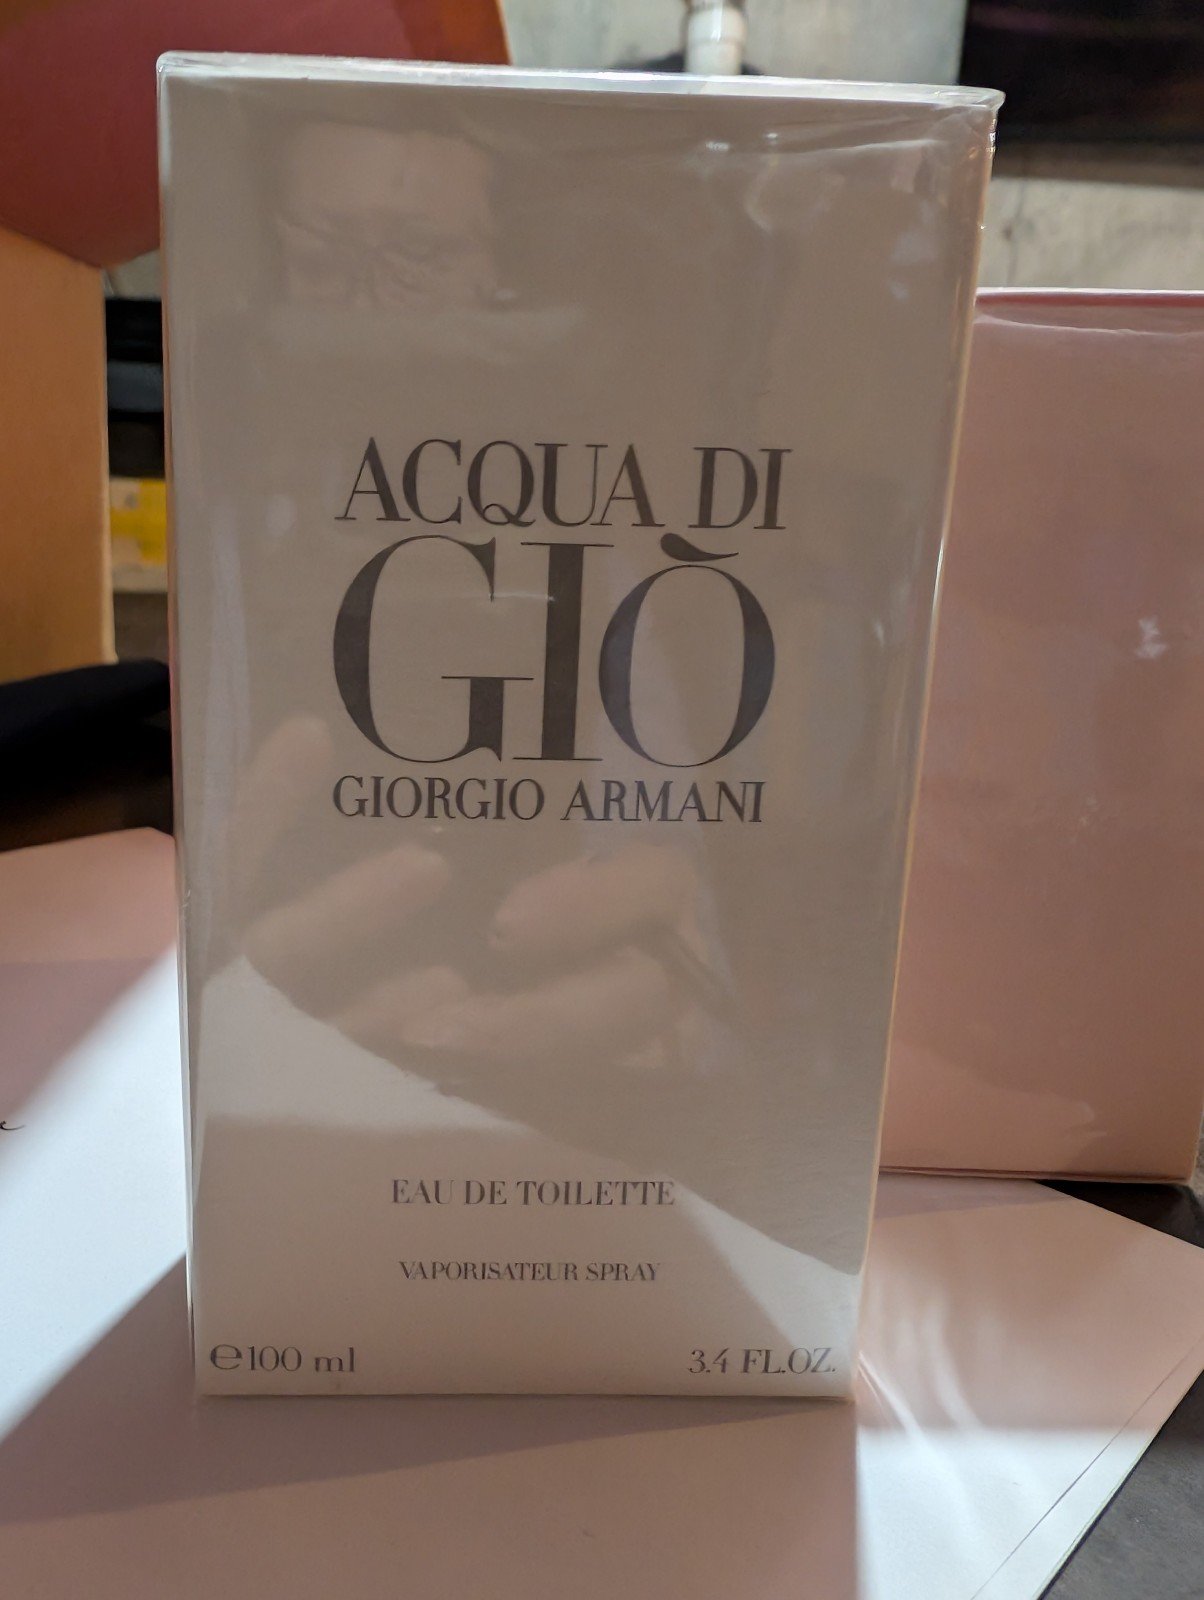 ACQUA DI
GIÒ
GIORGIO ARMANI
EAU DE TOILETTE
VAPORISATEUR SPRAY
℮100 ml
3.4 FL.OZ.